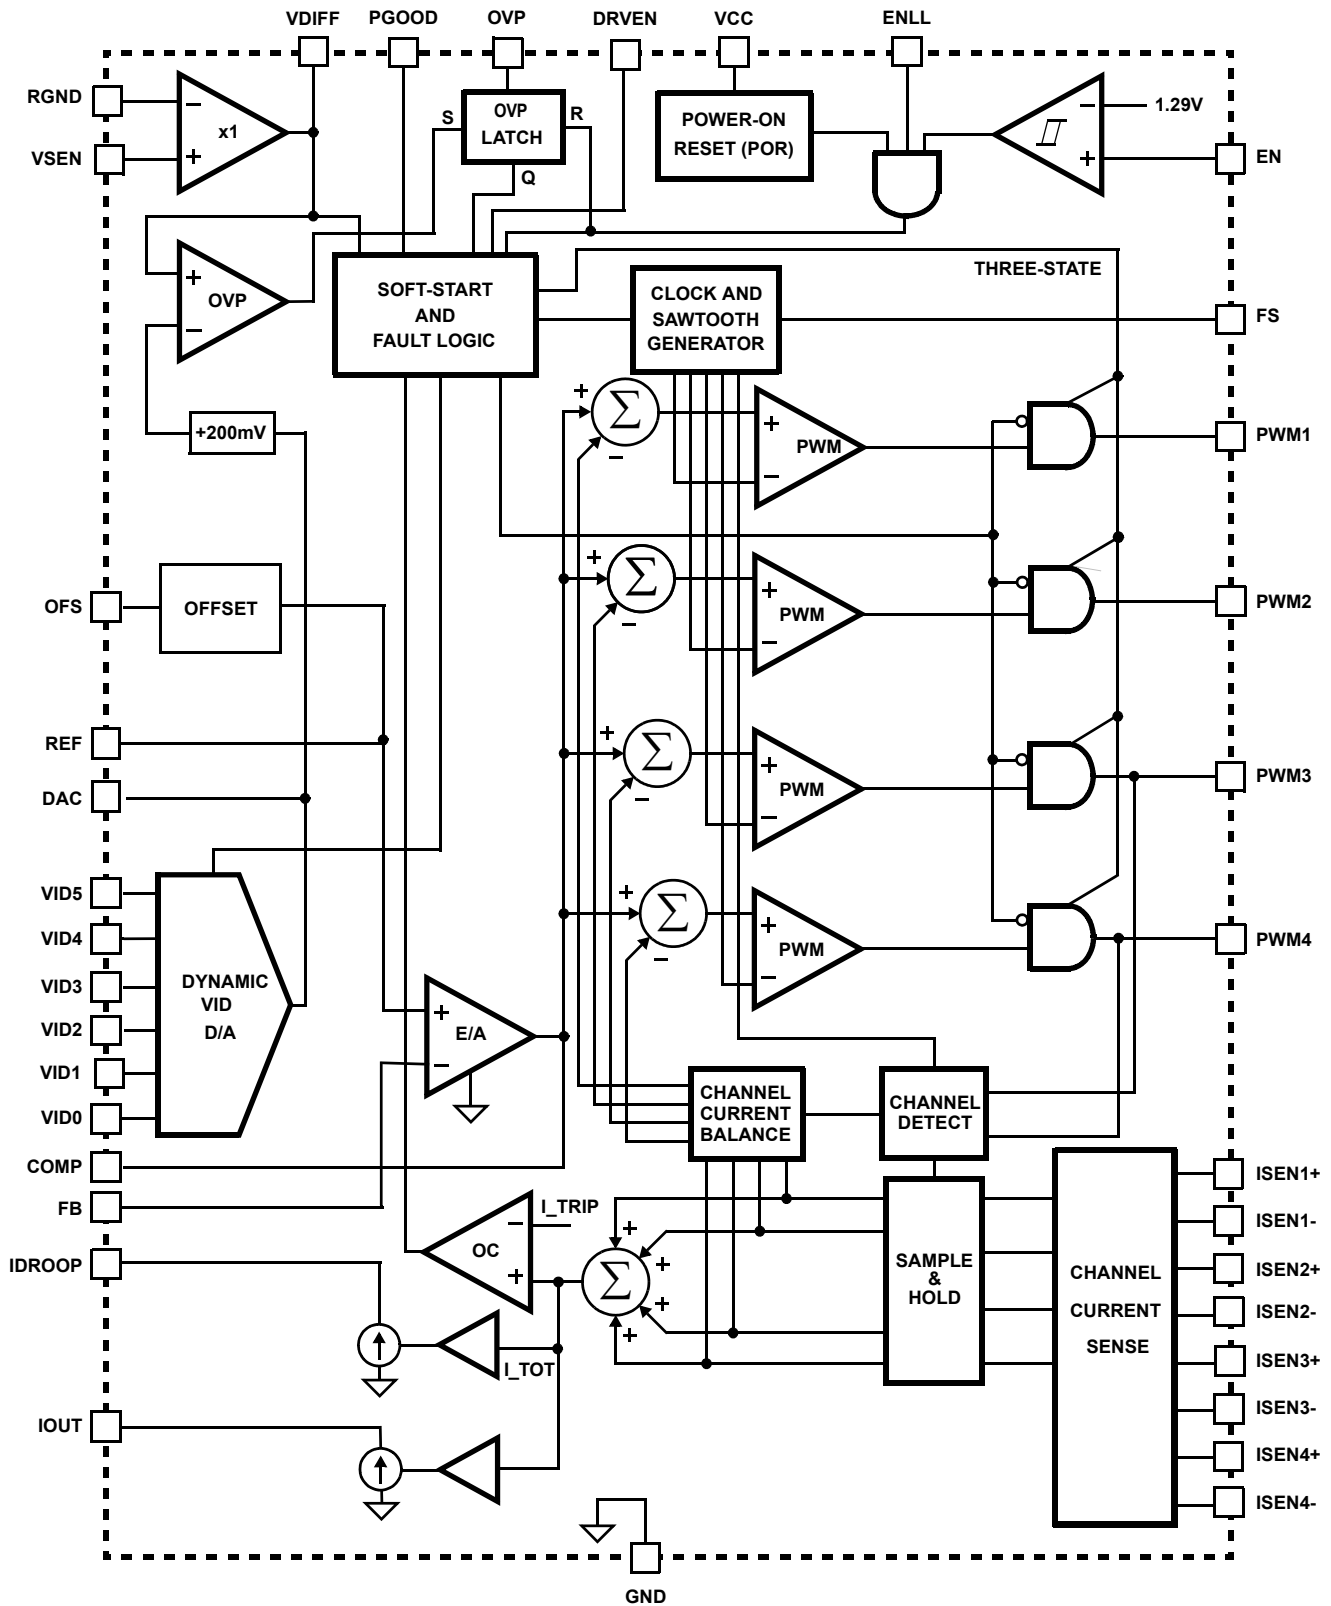 VDIFF PGOOD OVP DRVEN VCC ENLL
RGND
VSEN
−
x1
+
S
OVP
LATCH
R
Q
POWER-ON
RESET (POR)
−
1.29V
+
EN
+
OVP
−
SOFT-START
AND
FAULT LOGIC
CLOCK AND
SAWTOOTH
GENERATOR
THREE-STATE
FS
+200mV
+
Σ
−
+
PWM
−
PWM1
OFS
OFFSET
+
Σ
−
+
PWM
−
PWM2
REF
DAC
+
Σ
−
+
PWM
−
PWM3
VID5
VID4
VID3
VID2
VID1
VID0
DYNAMIC
VID
D/A
+
Σ
−
+
PWM
−
PWM4
+
E/A
−
COMP
FB
CHANNEL
CURRENT
BALANCE
CHANNEL
DETECT
IDROOP
IOUT
I_TRIP
−
OC
+
I_TOT
+
+
Σ
+
+
SAMPLE
&
HOLD
CHANNEL
CURRENT
SENSE
ISEN1+
ISEN1-
ISEN2+
ISEN2-
ISEN3+
ISEN3-
ISEN4+
ISEN4-
GND